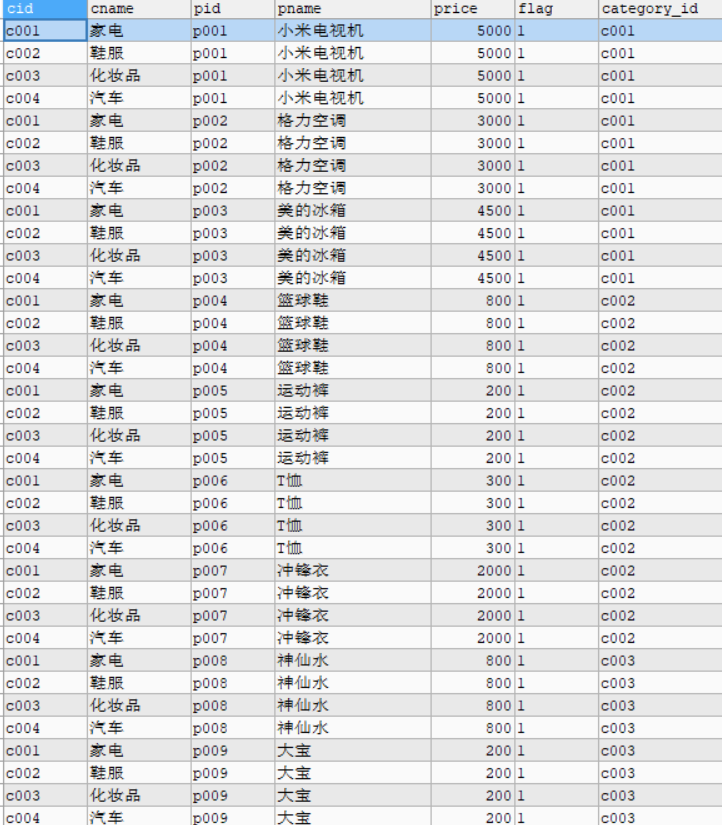 cid cname pid pname price flag category_id
c001 家电 p001 小米电视机 5000 1 c001
c002 鞋服 p001 小米电视机 5000 1 c001
c003 化妆品 p001 小米电视机 5000 1 c001
c004 汽车 p001 小米电视机 5000 1 c001
c001 家电 p002 格力空调 3000 1 c001
c002 鞋服 p002 格力空调 3000 1 c001
c003 化妆品 p002 格力空调 3000 1 c001
c004 汽车 p002 格力空调 3000 1 c001
c001 家电 p003 美的冰箱 4500 1 c001
c002 鞋服 p003 美的冰箱 4500 1 c001
c003 化妆品 p003 美的冰箱 4500 1 c001
c004 汽车 p003 美的冰箱 4500 1 c001
c001 家电 p004 篮球鞋 800 1 c002
c002 鞋服 p004 篮球鞋 800 1 c002
c003 化妆品 p004 篮球鞋 800 1 c002
c004 汽车 p004 篮球鞋 800 1 c002
c001 家电 p005 运动裤 200 1 c002
c002 鞋服 p005 运动裤 200 1 c002
c003 化妆品 p005 运动裤 200 1 c002
c004 汽车 p005 运动裤 200 1 c002
c001 家电 p006 T恤 300 1 c002
c002 鞋服 p006 T恤 300 1 c002
c003 化妆品 p006 T恤 300 1 c002
c004 汽车 p006 T恤 300 1 c002
c001 家电 p007 冲锋衣 2000 1 c002
c002 鞋服 p007 冲锋衣 2000 1 c002
c003 化妆品 p007 冲锋衣 2000 1 c002
c004 汽车 p007 冲锋衣 2000 1 c002
c001 家电 p008 神仙水 800 1 c003
c002 鞋服 p008 神仙水 800 1 c003
c003 化妆品 p008 神仙水 800 1 c003
c004 汽车 p008 神仙水 800 1 c003
c001 家电 p009 大宝 200 1 c003
c002 鞋服 p009 大宝 200 1 c003
c003 化妆品 p009 大宝 200 1 c003
c004 汽车 p009 大宝 200 1 c003